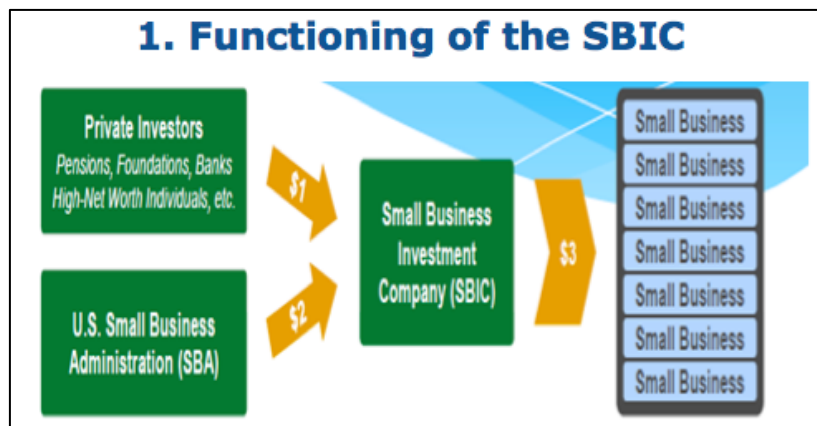 1. Functioning of the SBIC
Private Investors
Pensions, Foundations, Banks
High-Net Worth Individuals, etc.
$1
U.S. Small Business
Administration (SBA)
$2
Small Business
Investment
Company (SBIC)
$3
Small Business
Small Business
Small Business
Small Business
Small Business
Small Business
Small Business